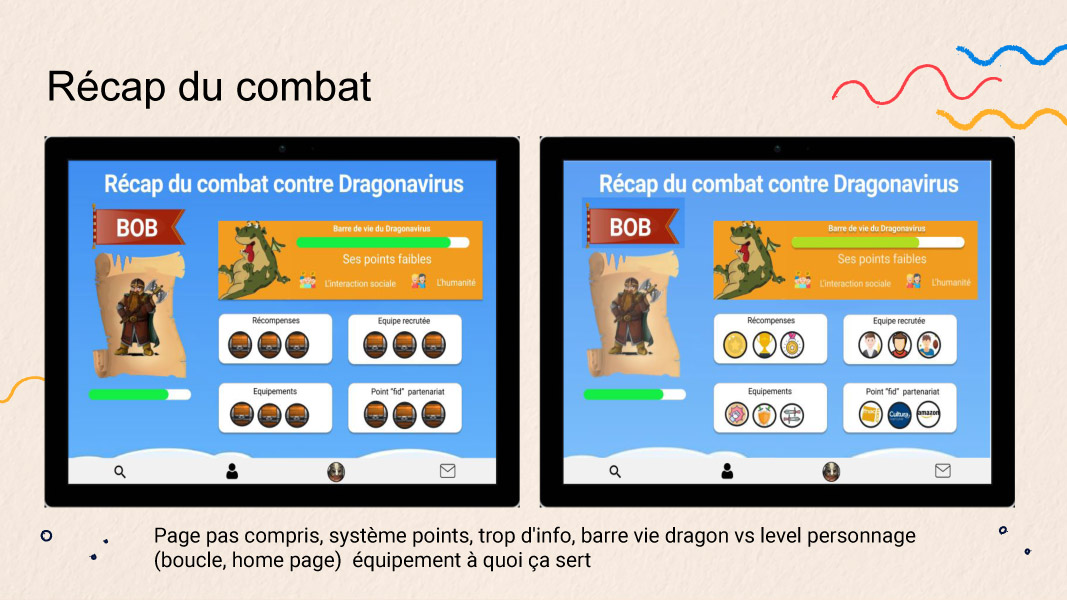 Récap du combat
Récap du combat contre Dragonavirus
BOB
Barre de vie du Dragonavirus
Ses points faibles
L'interaction sociale
L'humanité
Récompenses
Equipe recrutée
Equipements
Point "fid" partenariat
Récap du combat contre Dragonavirus
BOB
Barre de vie du Dragonavirus
Ses points faibles
L'interaction sociale
L'humanité
Récompenses
Equipe recrutée
Equipements
Point "fid" partenariat
Cultura
amazon
Page pas compris, système points, trop d'info, barre vie dragon vs level personnage
(boucle, home page) équipement à quoi ça sert